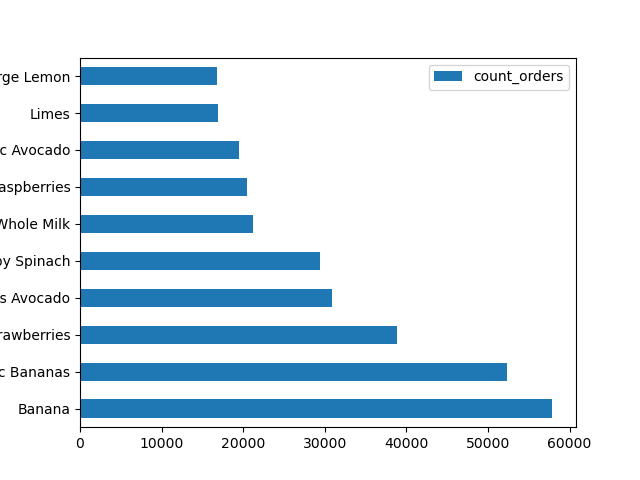 rge Lemon
Limes
c Avocado
aspberries
Whole Milk
by Spinach
s Avocado
rawberries
c Bananas
Banana
count_orders
0 10000 20000 30000 40000 50000 60000